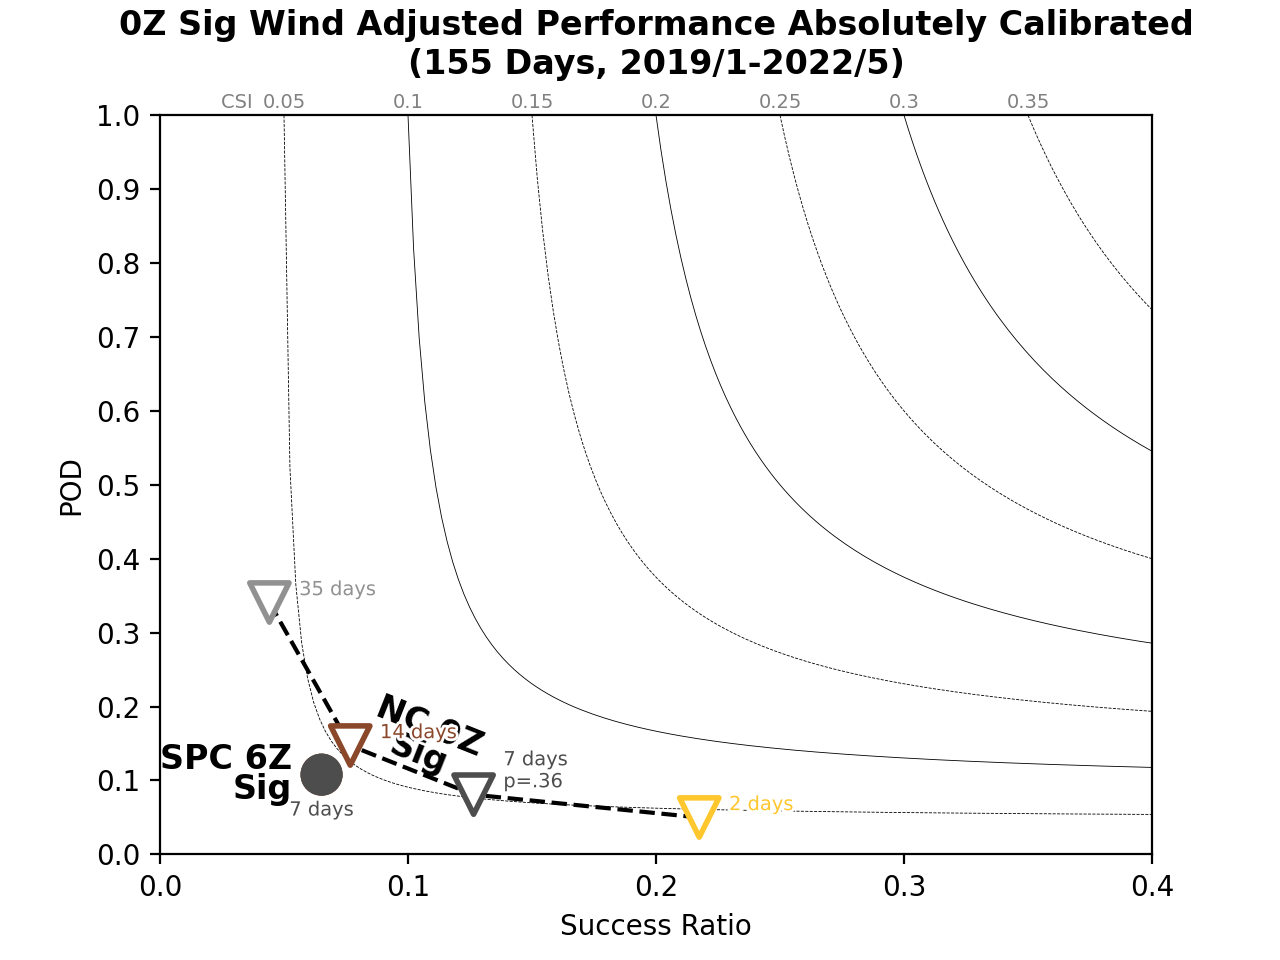 0Z Sig Wind Adjusted Performance Absolutely Calibrated
(155 Days, 2019/1-2022/5)
CSI 0.05 0.1 0.15 0.2 0.25 0.3 0.35
1.0
0.9
0.8
0.7
0.6
0.5
0.4
0.3
0.2
0.1
0.0
POD
35 days
NC 0Z
Sig
14 days
SPC 6Z
Sig
7 days
7 days
p=.36
2 days
0.0 0.1 0.2 0.3 0.4
Success Ratio